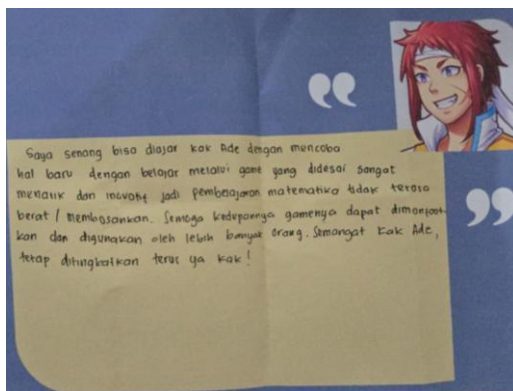 Saya senang bisa diajar kak Ade dengan mencoba
hal baru dengan belajar melalui game yang didesai sangat
menarik dan inovatif jadi pembelajaran matematika tidak terasa
berat / membosankan. Semoga kedepannya gamenya dapat dimanfaat-
kan dan digunakan oleh lebih banyak orang. Semangat kak Ade,
tetap ditingkatkan terus ya kak!